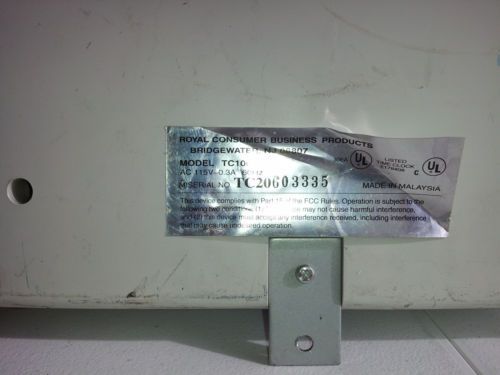 ROYAL CONSUMER BUSINESS PRODUCTS
BRIDGEWATER, NJ 08807
MODEL TC10
AC 115V~0.3A 60HZ
M/SERIAL NO TC20603335
UL
LISTED
TIME CLOCK
C UL
MADE IN MALAYSIA
This device complies with Part 15 of the FCC Rules. Operation is subject to the
following two conditions. (1) may not cause harmful interference,
and (2) this device must accept any interference received, including interference
that may cause undesired operation.